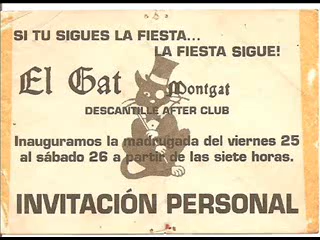 SI TU SIGUES LA FIESTA...
LA FIESTA SIGUE!
El Gat Montgat
DESCANTILLE AFTER CLUB
Inauguramos la madrugada del viernes 25
al sábado 26 a partir de las siete horas.
INVITACIÓN PERSONAL